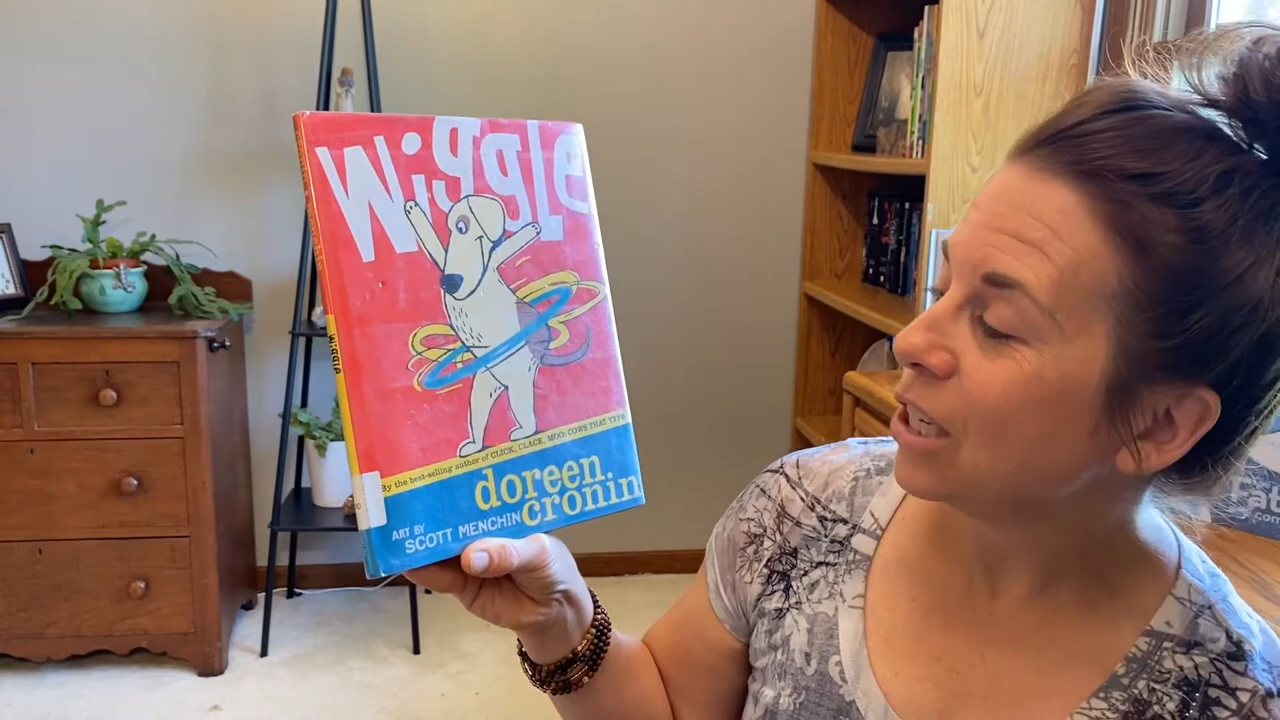 Wiggle
Wiggle
By the best-selling author of CLICK, CLACK, MOO: COWS THAT TYPE
doreen
cronin
ART BY
SCOTT MENCHIN